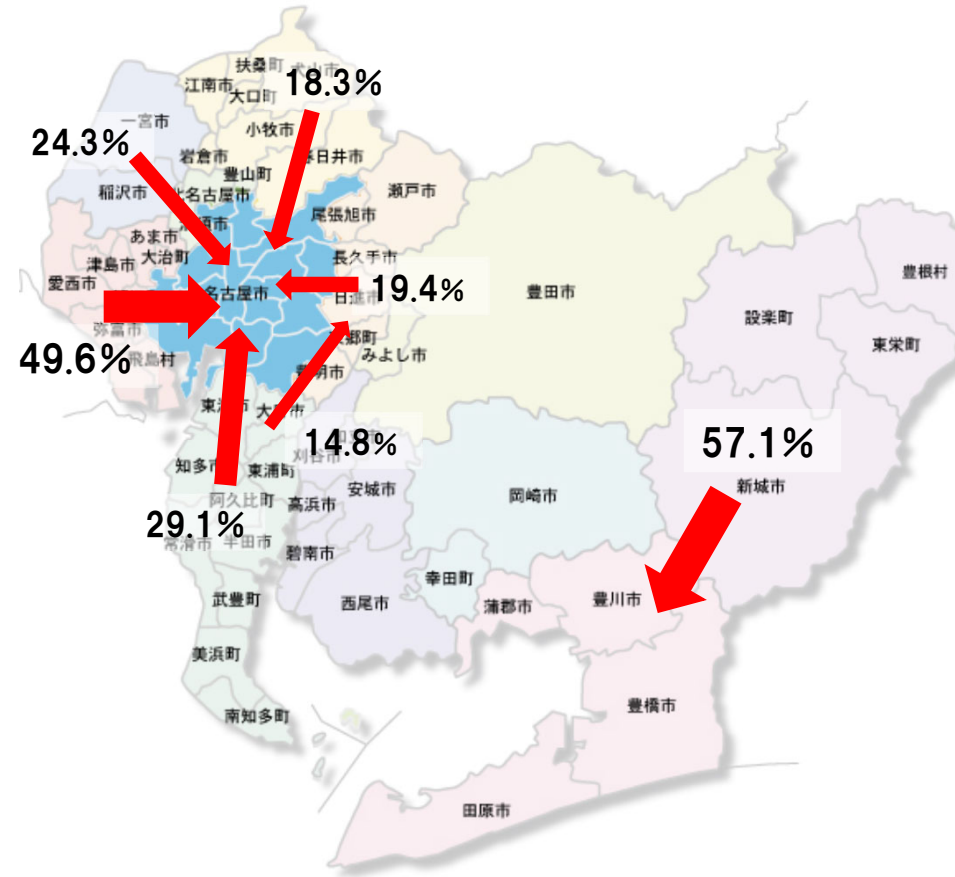 扶桑町
犬山市
江南市
大口町
18.3%
一宮市
小牧市
24.3%
岩倉市
春日井市
豊山町
瀬戸市
稲沢市
北名古屋市
尾張旭市
清須市
あま市
大治町
長久手市
津島市
愛西市
名古屋市
日進市
19.4%
豊田市
豊根村
設楽町
弥富市
東郷町
東栄町
49.6%
飛島村
みよし市
豊明市
東海市
大府市
14.8%
57.1%
知多市
東浦町
刈谷市
新城市
安城市
岡崎市
阿久比町
高浜市
29.1%
常滑市
半田市
碧南市
幸田町
武豊町
西尾市
蒲郡市
豊川市
美浜町
豊橋市
南知多町
田原市